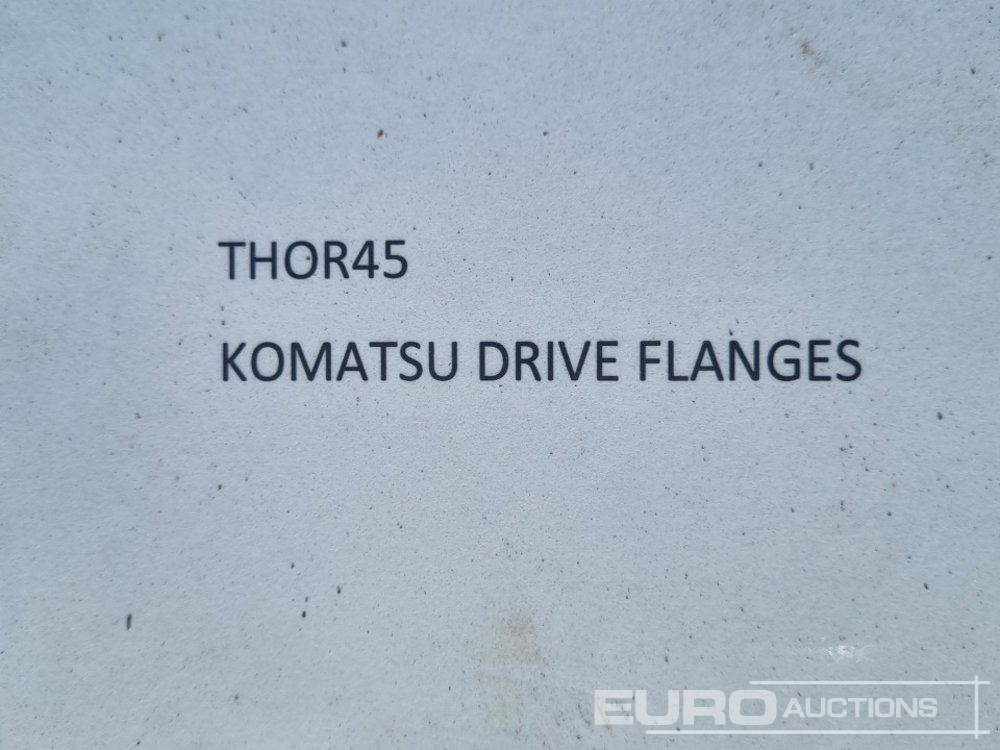 THOR45
KOMATSU DRIVE FLANGES
EURO AUCTIONS